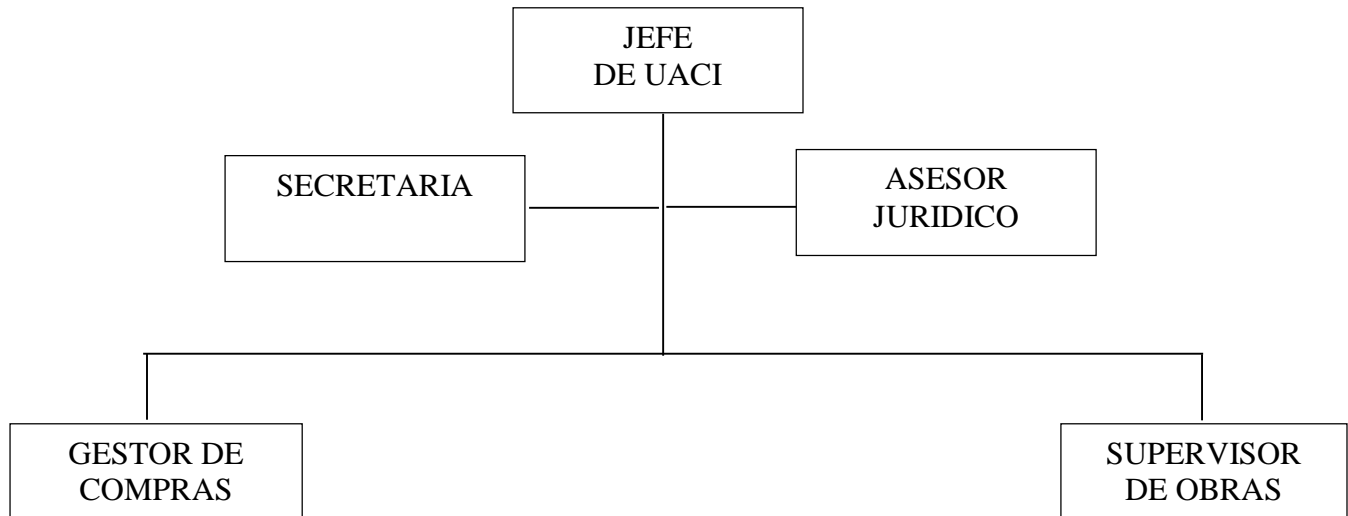 JEFE
DE UACI
SECRETARIA
ASESOR
JURIDICO
GESTOR DE
COMPRAS
SUPERVISOR
DE OBRAS